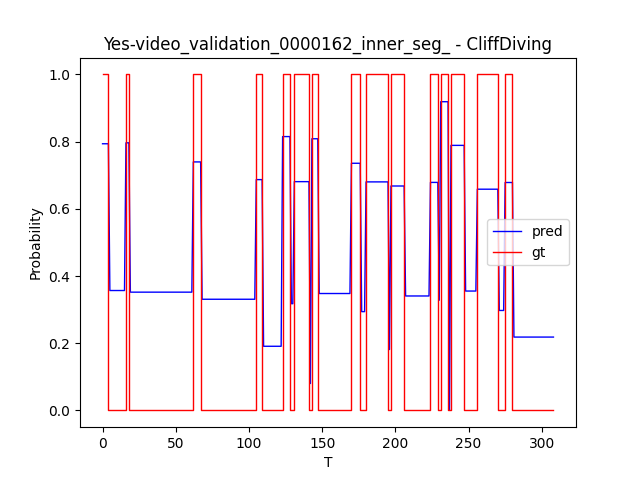 Yes-video_validation_0000162_inner_seg_ - CliffDiving
1.0
0.8
0.6
0.4
0.2
0.0
Probability
pred
gt
0 50 100 150 200 250 300
T